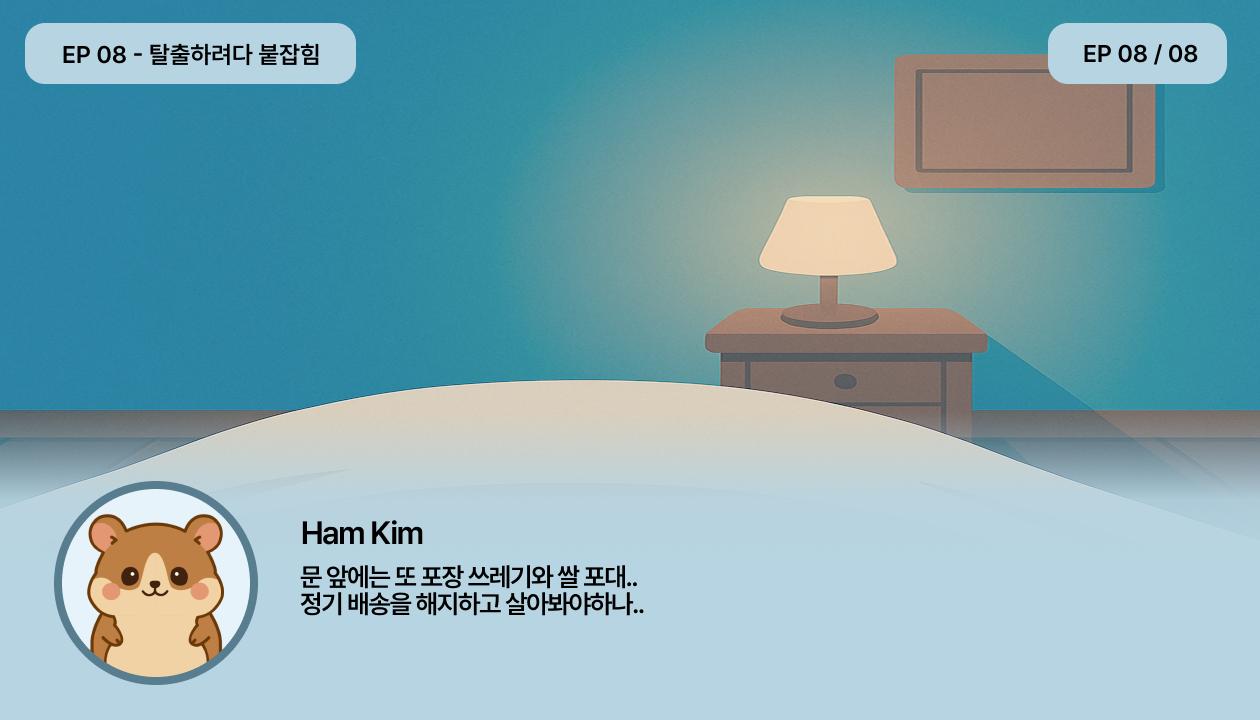 EP 08 - 탈출하려다 붙잡힘
EP 08 / 08
Ham Kim
문 앞에는 또 포장 쓰레기와 쌀 포대..
정기 배송을 해지하고 살아봐야하나..